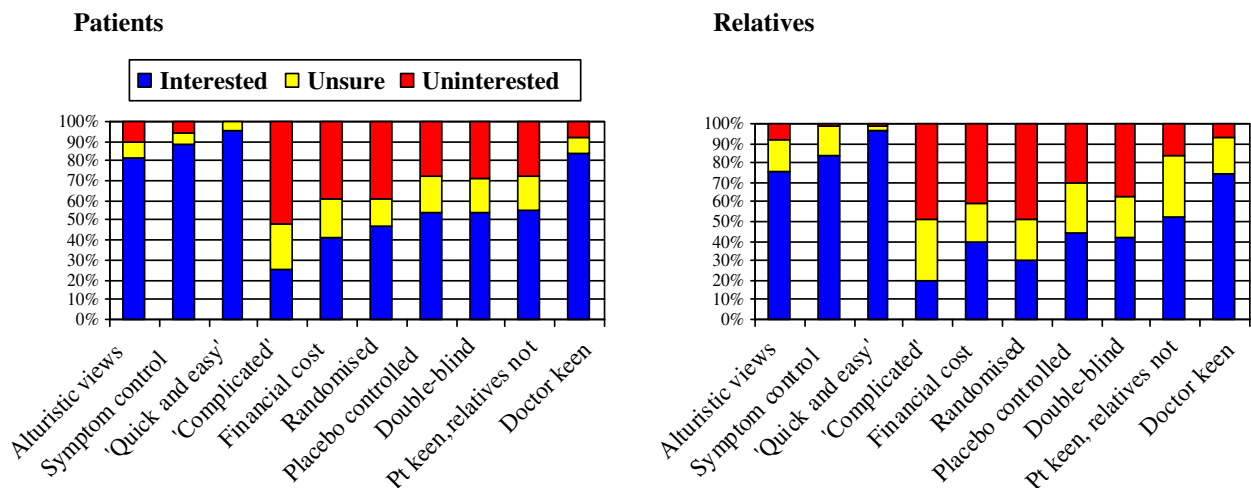 Patients
Relatives
Interested Unsure Uninterested
100%
90%
80%
70%
60%
50%
40%
30%
20%
10%
0%
Alturistic views
Symptom control
'Quick and easy'
'Complicated'
Financial cost
Randomised
Placebo controlled
Double-blind
Pt keen, relatives not
Doctor keen
100%
90%
80%
70%
60%
50%
40%
30%
20%
10%
0%
Alturistic views
Symptom control
'Quick and easy'
'Complicated'
Financial cost
Randomised
Placebo controlled
Double-blind
Pt keen, relatives not
Doctor keen